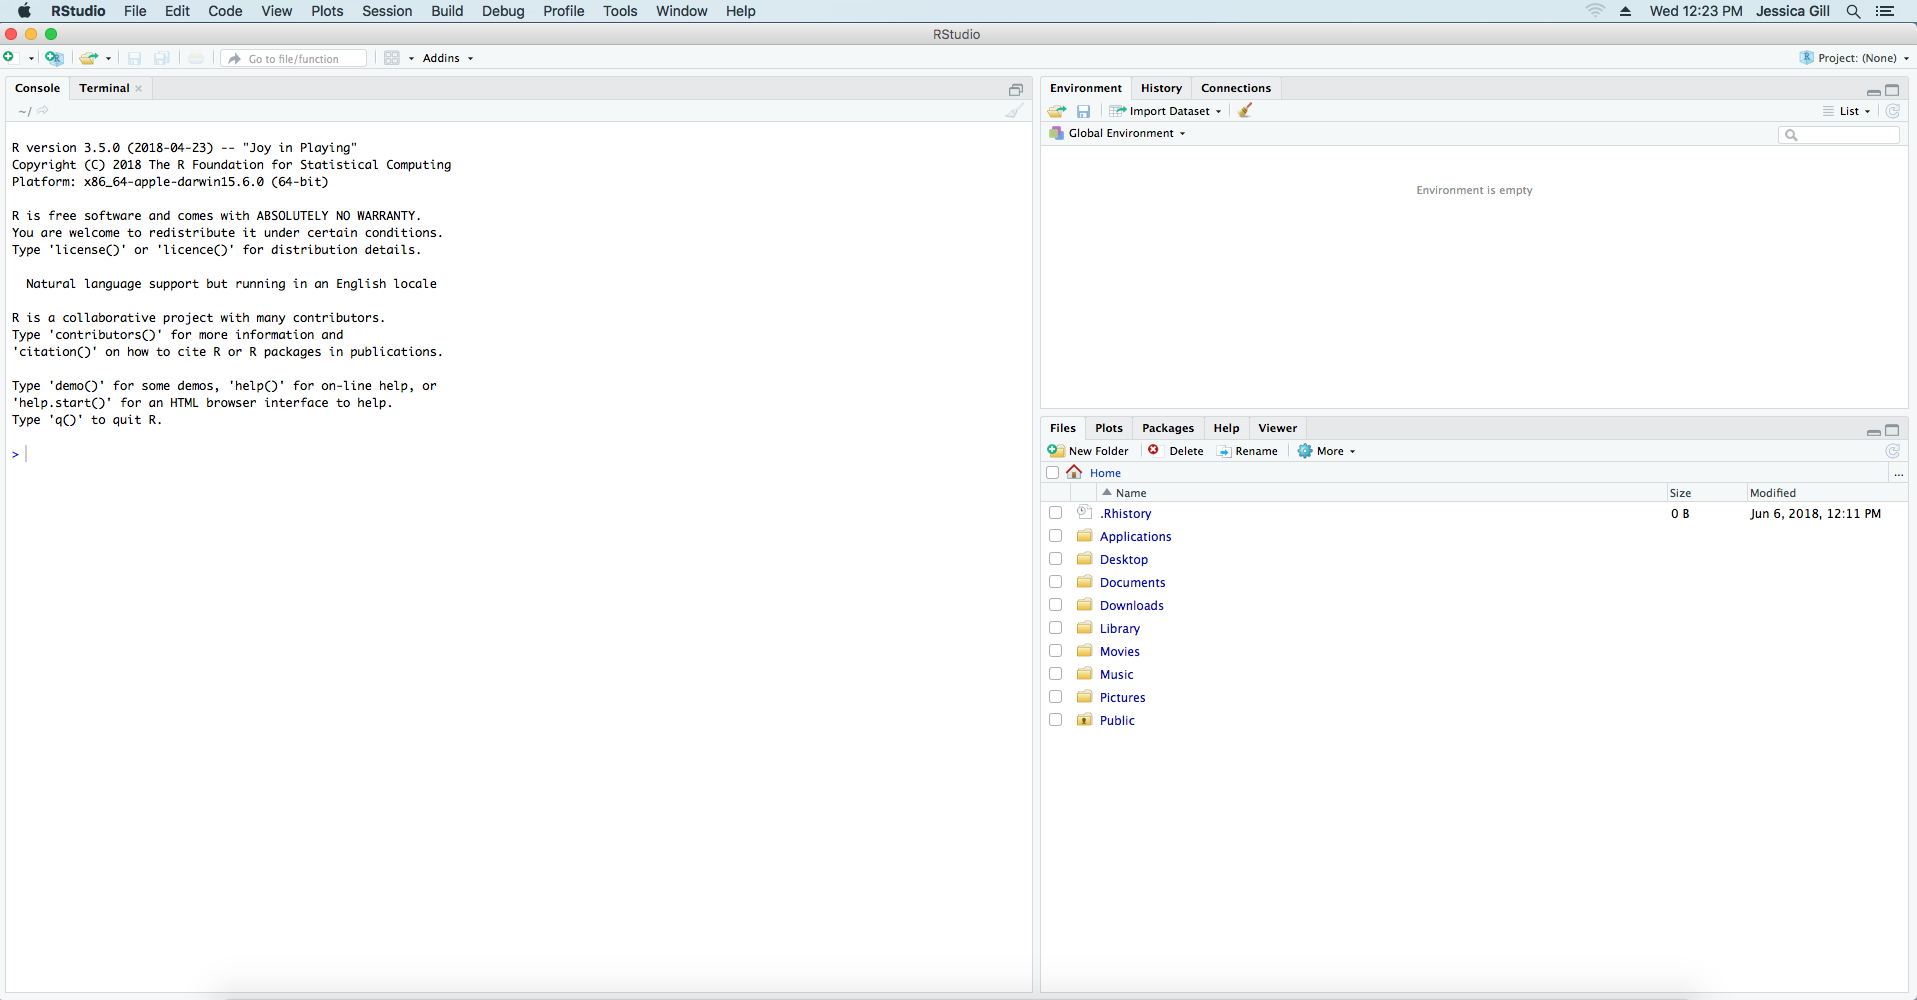 RStudio File Edit Code View Plots Session Build Debug Profile Tools Window Help Wed 12:23 PM Jessica Gill
RStudio
Go to file/function Addins Project: (None)
Console Terminal
~/
R version 3.5.0 (2018-04-23) -- "Joy in Playing"
Copyright (C) 2018 The R Foundation for Statistical Computing
Platform: x86_64-apple-darwin15.6.0 (64-bit)
R is free software and comes with ABSOLUTELY NO WARRANTY.
You are welcome to redistribute it under certain conditions.
Type 'license()' or 'licence()' for distribution details.
Natural language support but running in an English locale
R is a collaborative project with many contributors.
Type 'contributors()' for more information and
'citation()' on how to cite R or R packages in publications.
Type 'demo()' for some demos, 'help()' for on-line help, or
'help.start()' for an HTML browser interface to help.
Type 'q()' to quit R.
>
Environment History Connections
Import Dataset List
Global Environment
Environment is empty
Files Plots Packages Help Viewer
New Folder Delete Rename More
Home ...
Name Size Modified
.Rhistory 0 B Jun 6, 2018, 12:11 PM
Applications
Desktop
Documents
Downloads
Library
Movies
Music
Pictures
Public